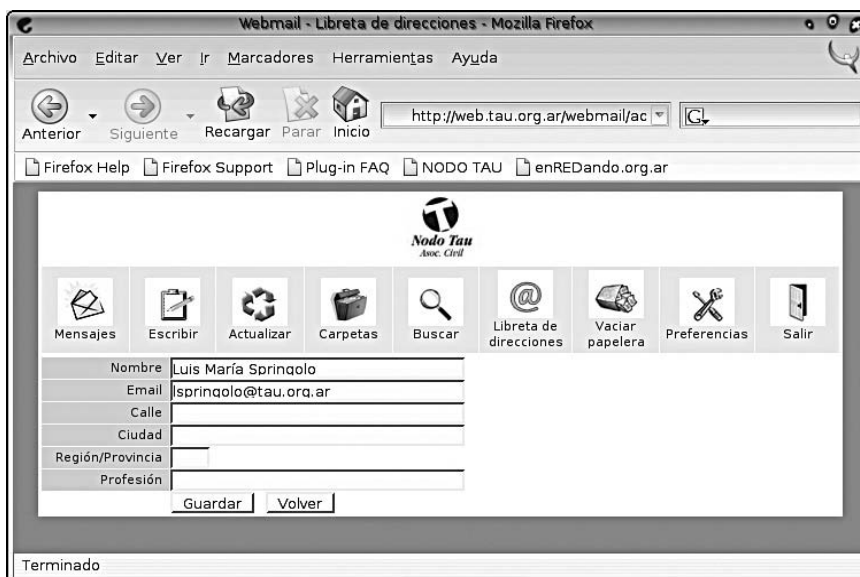 Webmail - Libreta de direcciones - Mozilla Firefox
Archivo Editar Ver Ir Marcadores Herramientas Ayuda
http://web.tau.org.ar/webmail/ac G
Anterior Siguiente Recargar Parar Inicio
Firefox Help Firefox Support Plug-in FAQ NODO TAU enREDando.org.ar
T
Nodo Tau
Asoc. Civil
Mensajes Escribir Actualizar Carpetas Buscar Libreta de direcciones Vaciar papelera Preferencias Salir
Nombre Luis María Springolo
Email lspringolo@tau.org.ar
Calle
Ciudad
Región/Provincia
Profesión
Guardar Volver
Terminado